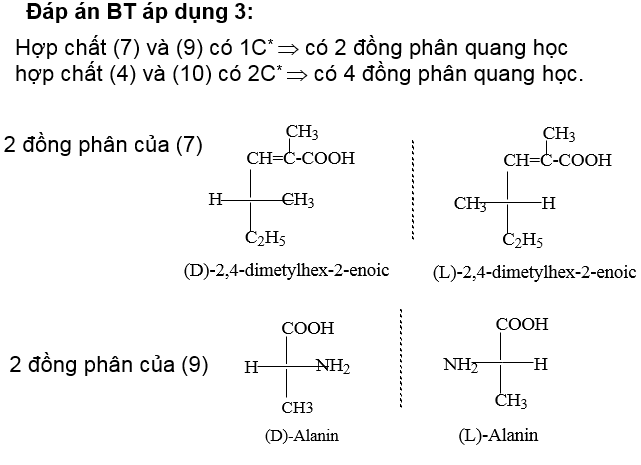 Đáp án BT áp dụng 3:
Hợp chất (7) và (9) có 1C* ⇒ có 2 đồng phân quang học
hợp chất (4) và (10) có 2C* ⇒ có 4 đồng phân quang học.
2 đồng phân của (7)
CH3
CH=C-COOH
H CH3
C2H5
(D)-2,4-dimetylhex-2-enoic
CH3
CH=C-COOH
CH3 H
C2H5
(L)-2,4-dimetylhex-2-enoic
2 đồng phân của (9)
COOH
H NH2
CH3
(D)-Alanin
COOH
NH2 H
CH3
(L)-Alanin